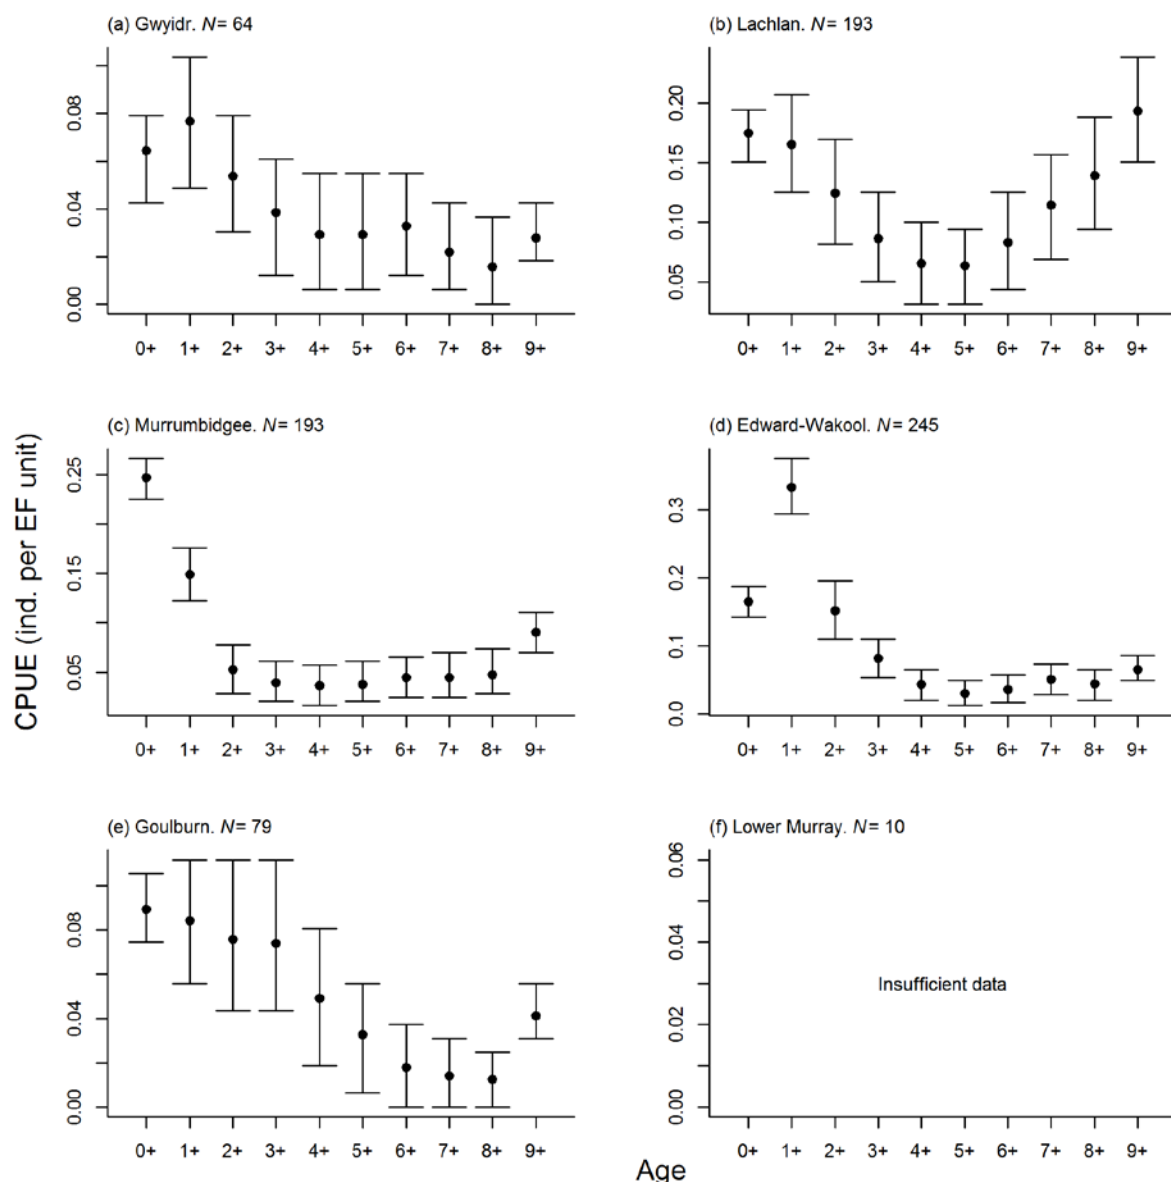 (a) Gwyidr. N= 64
0.08
0.04
0.00
0+ 1+ 2+ 3+ 4+ 5+ 6+ 7+ 8+ 9+
(b) Lachlan. N= 193
0.20
0.15
0.10
0.05
0+ 1+ 2+ 3+ 4+ 5+ 6+ 7+ 8+ 9+
CPUE (ind. per EF unit)
(c) Murrumbidgee. N= 193
0.25
0.15
0.05
0+ 1+ 2+ 3+ 4+ 5+ 6+ 7+ 8+ 9+
(d) Edward-Wakool. N= 245
0.3
0.2
0.1
0.0
0+ 1+ 2+ 3+ 4+ 5+ 6+ 7+ 8+ 9+
(e) Goulburn. N= 79
0.08
0.04
0.00
0+ 1+ 2+ 3+ 4+ 5+ 6+ 7+ 8+ 9+
(f) Lower Murray. N= 10
0.06
0.04
0.02
0.00
Insufficient data
0+ 1+ 2+ 3+ 4+ 5+ 6+ 7+ 8+ 9+
Age